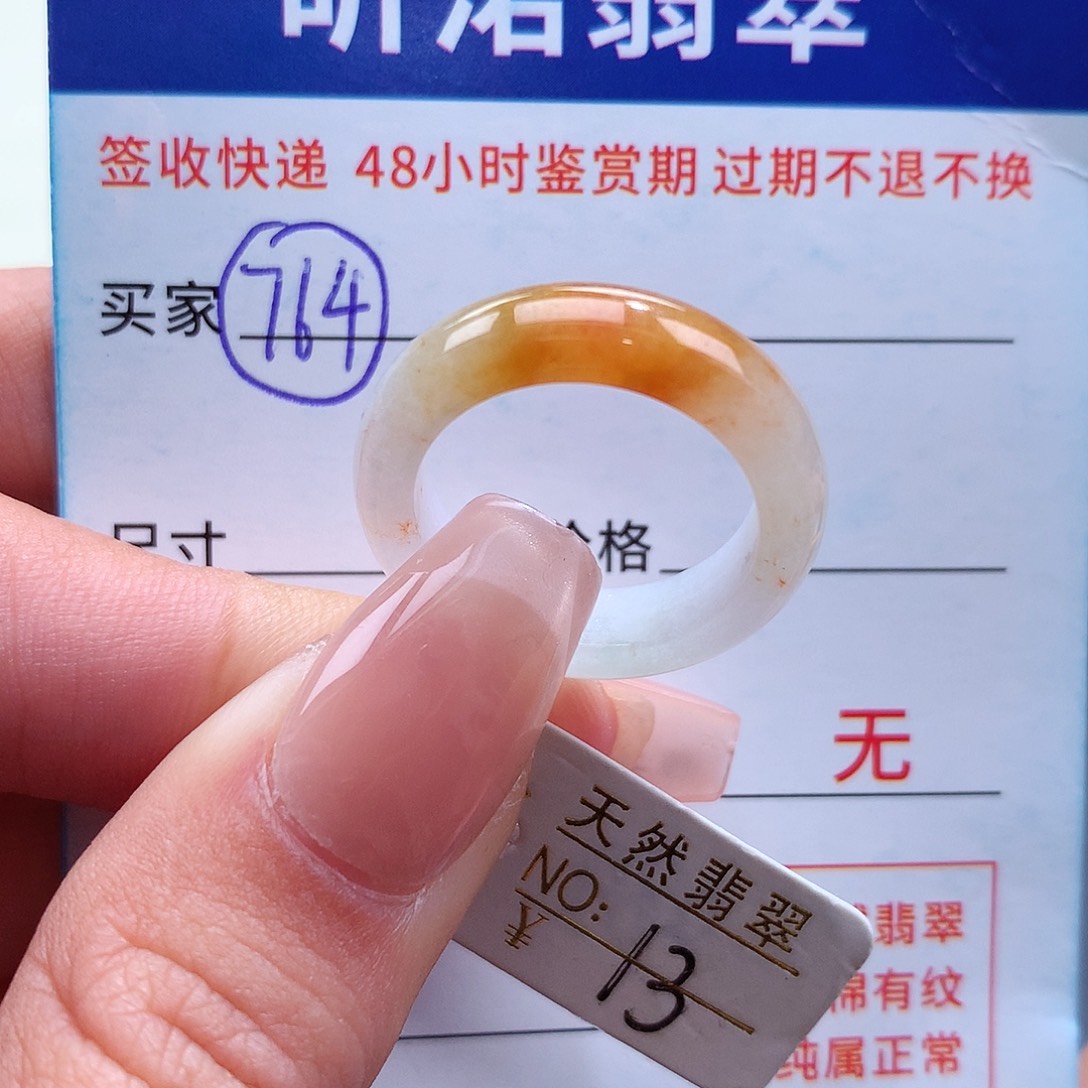 听诺翡翠
签收快递 48小时鉴赏期 过期不退不换
买家 764
尺寸 价格
无
天然翡翠
NO: 13
翡翠
棉有纹
纯属正常